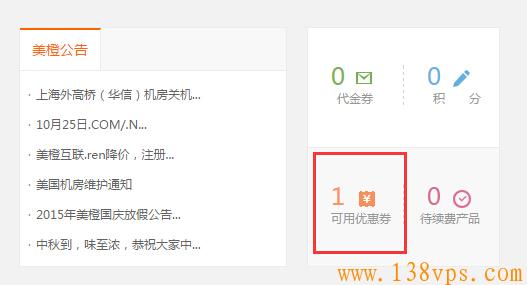 美橙公告
· 上海外高桥（华信）机房关机...
· 10月25日.COM/.N...
· 美橙互联.ren降价，注册...
· 美国机房维护通知
· 2015年美橙国庆放假公告...
· 中秋到，味至浓，恭祝大家中...
0
代金券
0
积 分
1 ¥
可用优惠券
0
待续费产品
www.138vps.com